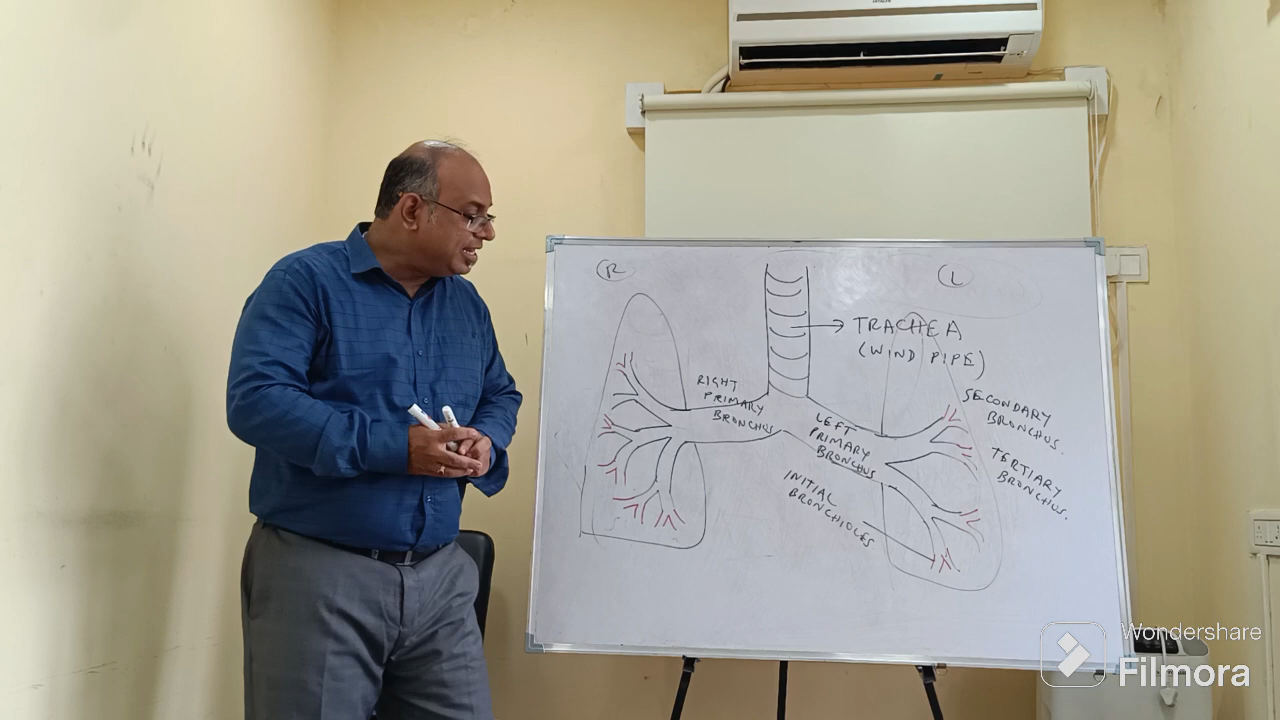 R
L
TRACHEA
(WIND PIPE)
RIGHT
PRIMARY
BRONCHUS
LEFT
PRIMARY
BRONCHUS
SECONDARY
BRONCHUS.
TERTIARY
BRONCHUS.
INITIAL
BRONCHIOLES
Wondershare
Filmora